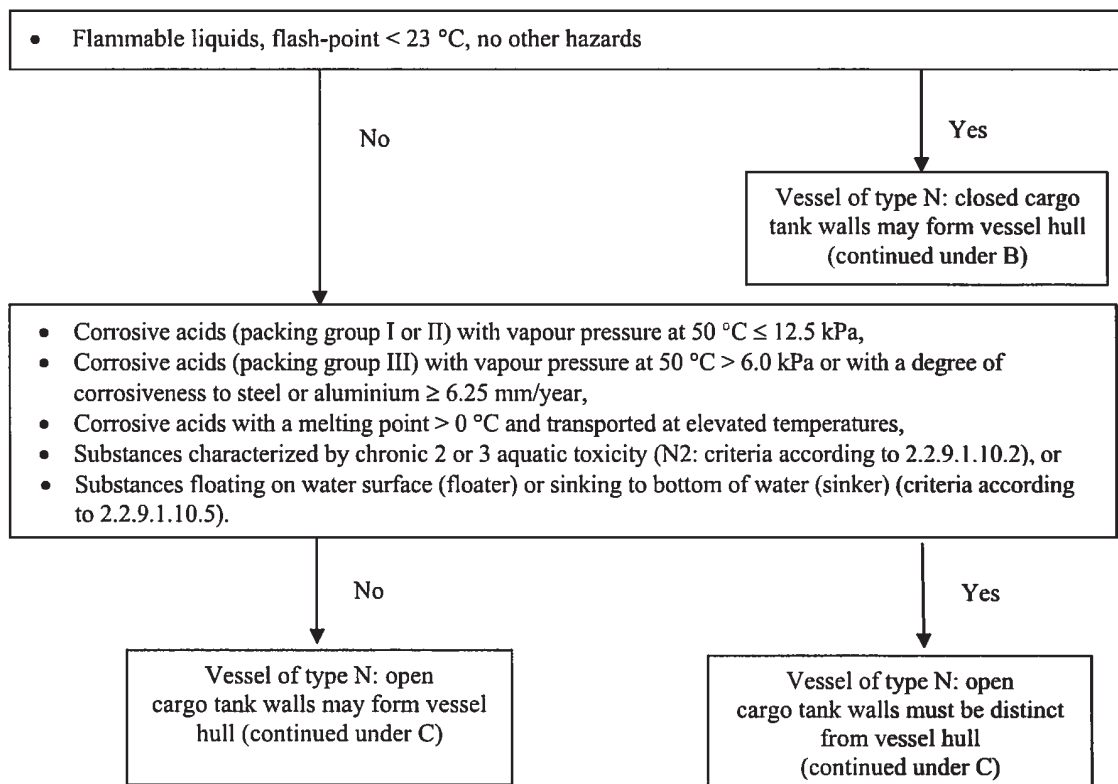 • Flammable liquids, flash-point < 23 °C, no other hazards
No
Yes
Vessel of type N: closed cargo
tank walls may form vessel hull
(continued under B)
• Corrosive acids (packing group I or II) with vapour pressure at 50 °C ≤ 12.5 kPa,
• Corrosive acids (packing group III) with vapour pressure at 50 °C > 6.0 kPa or with a degree of
corrosiveness to steel or aluminium ≥ 6.25 mm/year,
• Corrosive acids with a melting point > 0 °C and transported at elevated temperatures,
• Substances characterized by chronic 2 or 3 aquatic toxicity (N2: criteria according to 2.2.9.1.10.2), or
• Substances floating on water surface (floater) or sinking to bottom of water (sinker) (criteria according
to 2.2.9.1.10.5).
No
Yes
Vessel of type N: open
cargo tank walls may form vessel
hull (continued under C)
Vessel of type N: open
cargo tank walls must be distinct
from vessel hull
(continued under C)